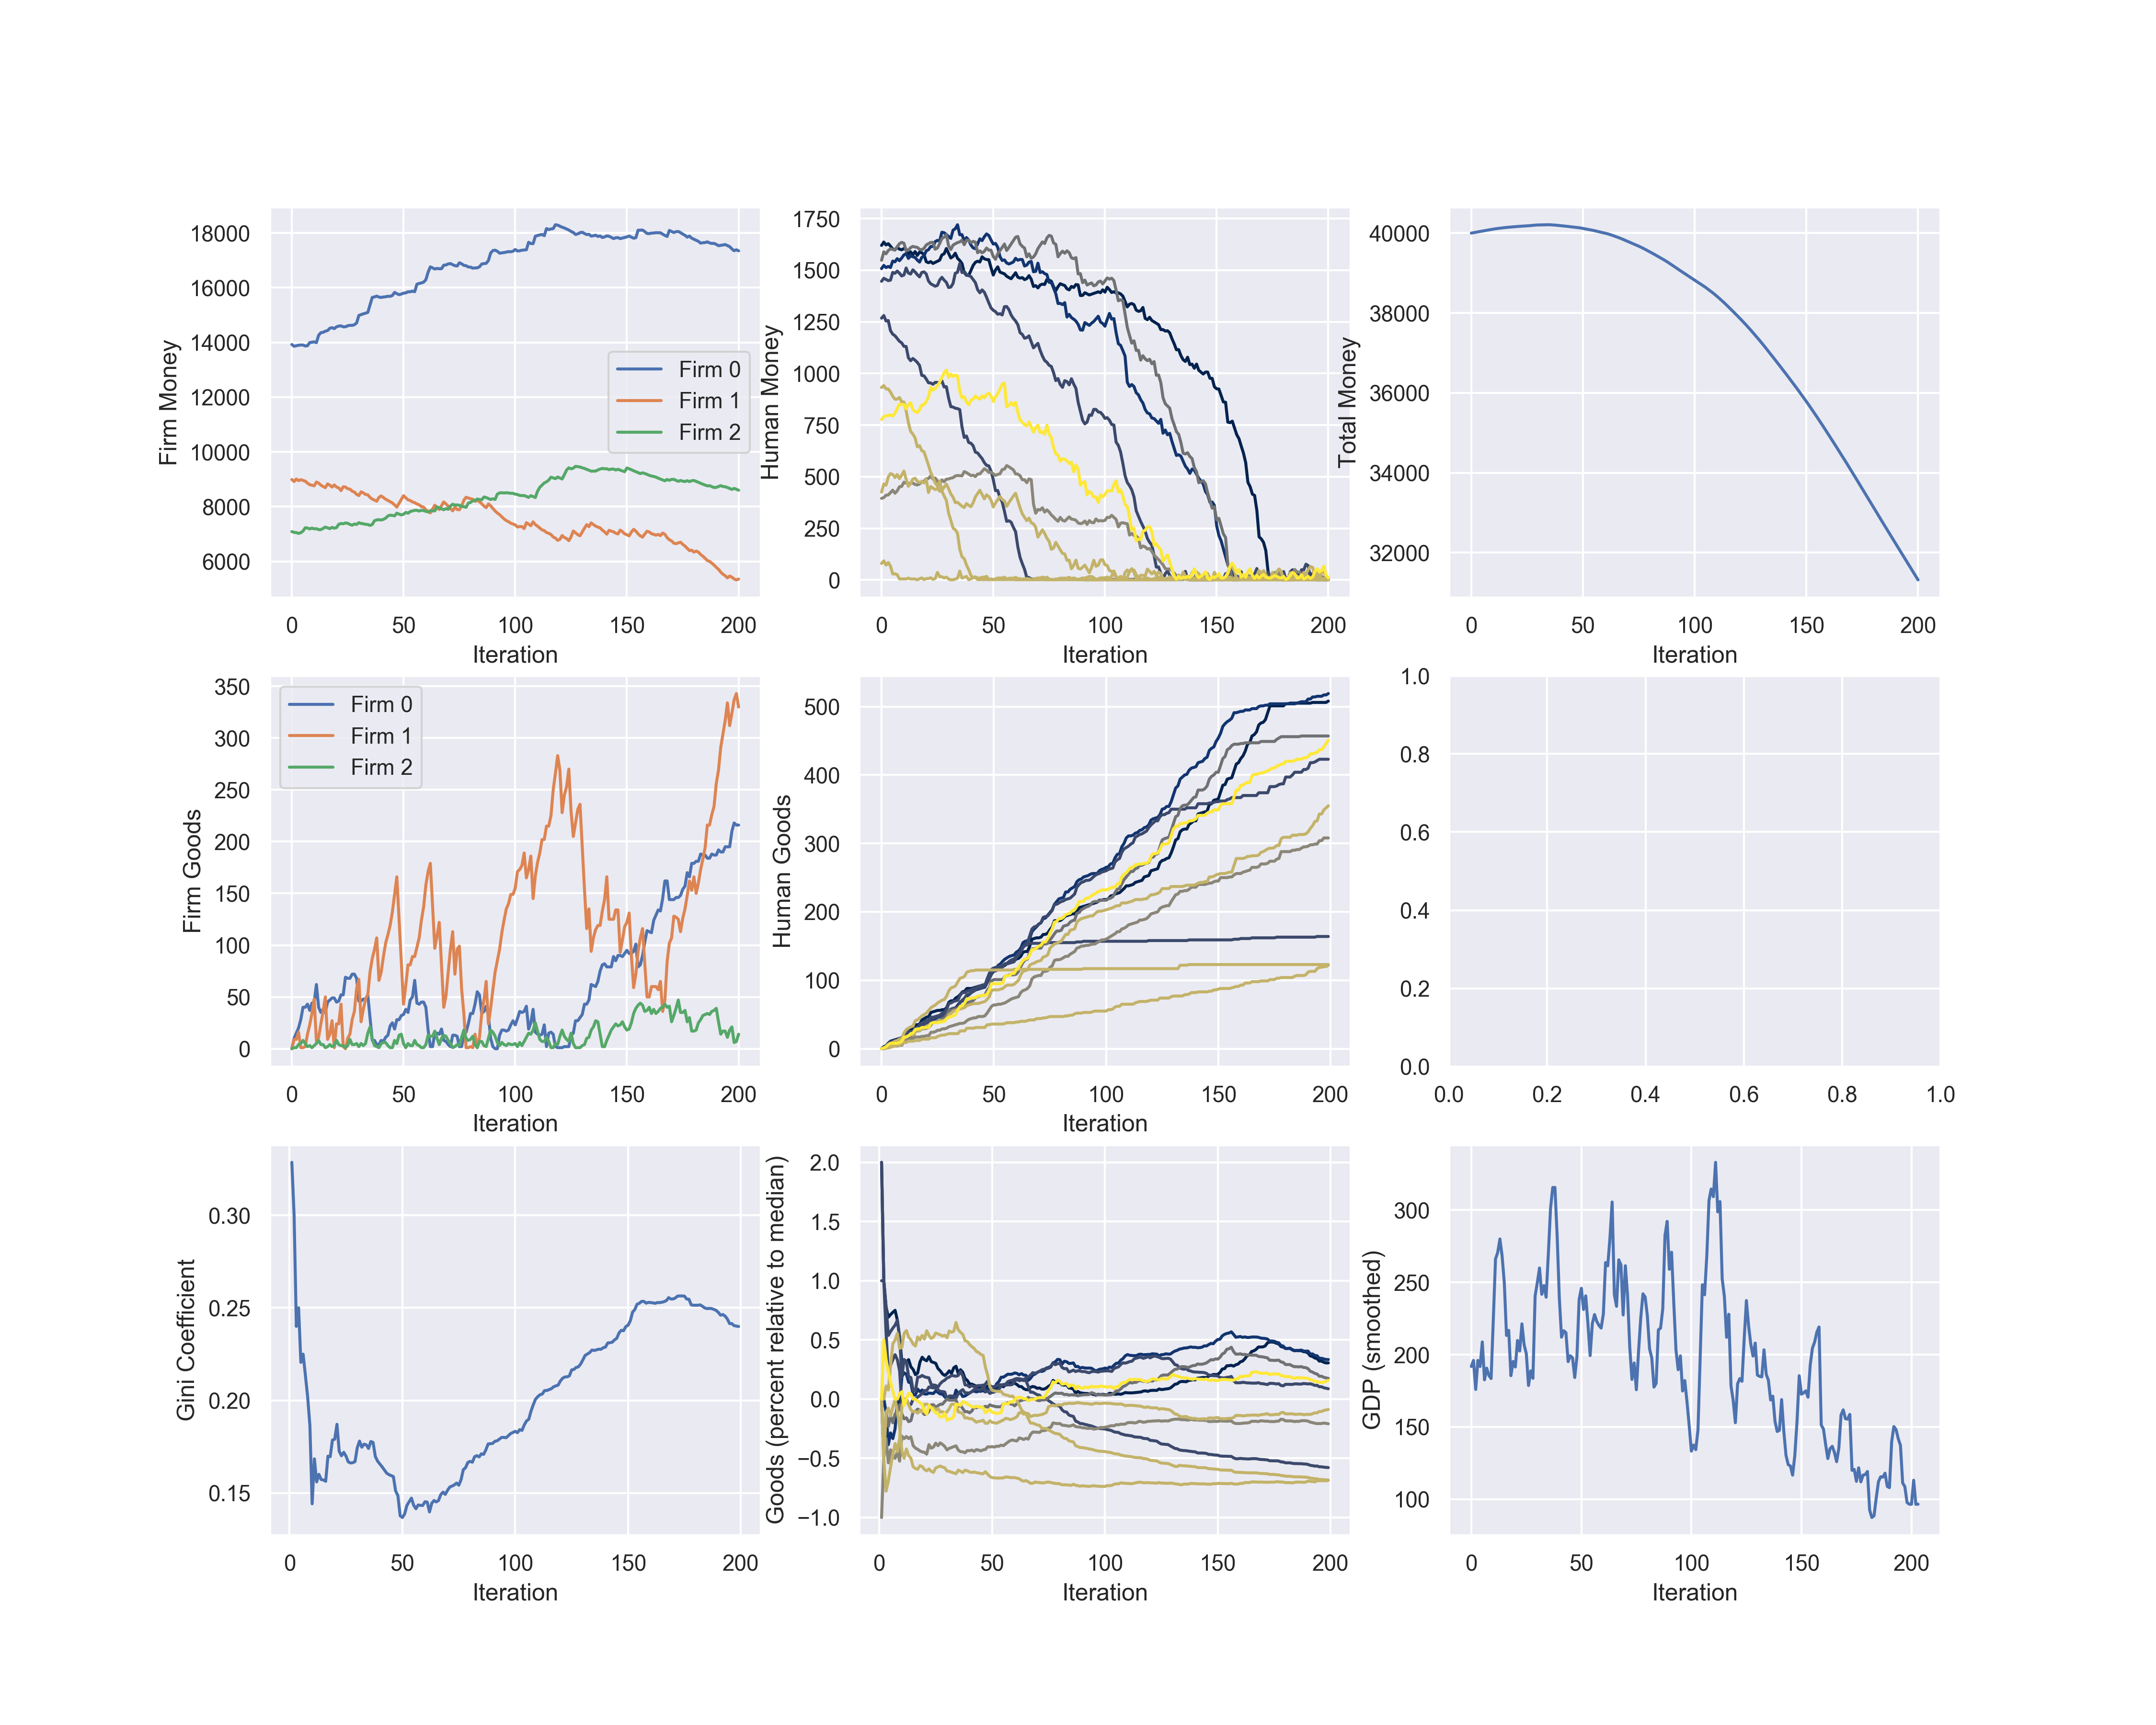 Firm Money
18000
16000
14000
12000
10000
8000
6000
Firm 0
Firm 1
Firm 2
0 50 100 150 200
Iteration
Human Money
1750
1500
1250
1000
750
500
250
0
0 50 100 150 200
Iteration
Total Money
40000
38000
36000
34000
32000
0 50 100 150 200
Iteration
Firm Goods
350
300
250
200
150
100
50
0
Firm 0
Firm 1
Firm 2
0 50 100 150 200
Iteration
Human Goods
500
400
300
200
100
0
0 50 100 150 200
Iteration
1.0
0.8
0.6
0.4
0.2
0.0
0.0 0.2 0.4 0.6 0.8 1.0
Gini Coefficient
0.30
0.25
0.20
0.15
0 50 100 150 200
Iteration
Goods (percent relative to median)
2.0
1.5
1.0
0.5
0.0
−0.5
−1.0
0 50 100 150 200
Iteration
GDP (smoothed)
300
250
200
150
100
0 50 100 150 200
Iteration